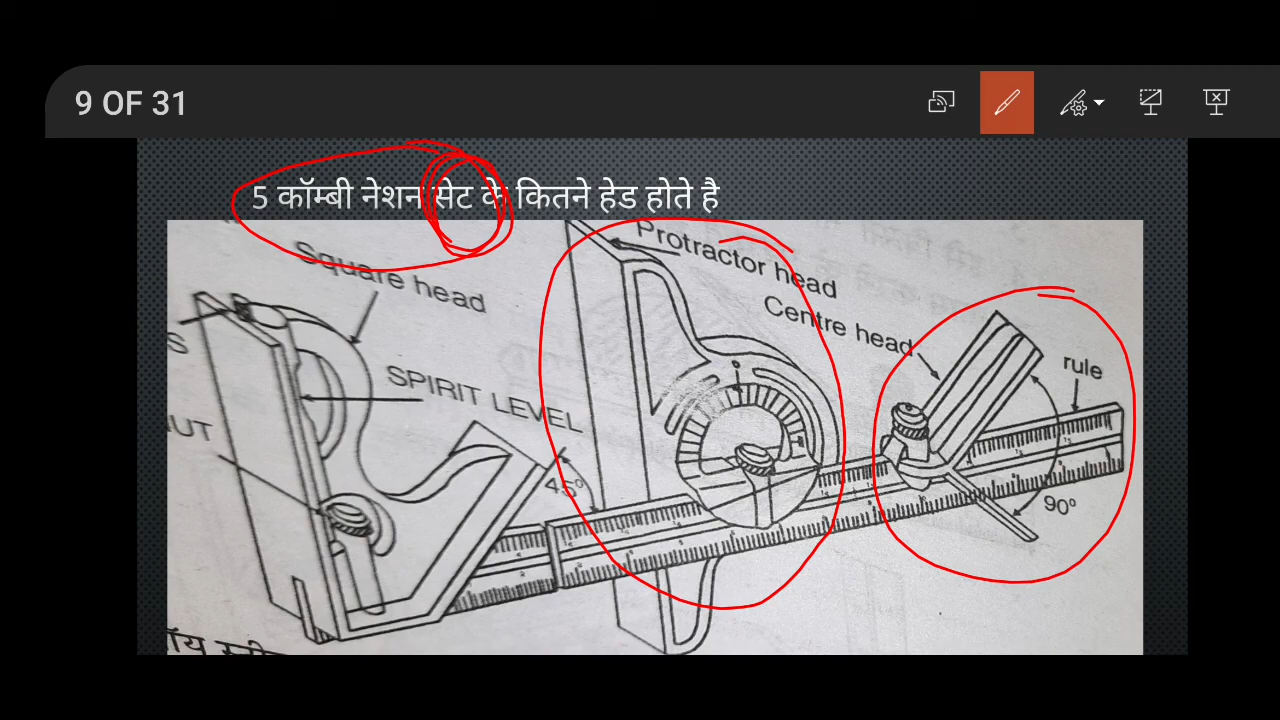 9 OF 31
5 कॉम्बी नेशन सेट के कितने हेड होते है
Protractor head
Square head
Centre head
S
rule
SPIRIT LEVEL
UT
45°
90°